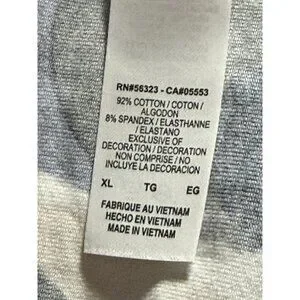 RN#56323 - CA#05553
92% COTTON / COTON /
ALGODON
8% SPANDEX / ELASTHANNE
/ ELASTANO
EXCLUSIVE OF
DECORATION / DECORATION
NON COMPRISE / NO
INCLUYE LA DECORACION
XL TG EG
FABRIQUE AU VIETNAM
HECHO EN VIETNAM
MADE IN VIETNAM